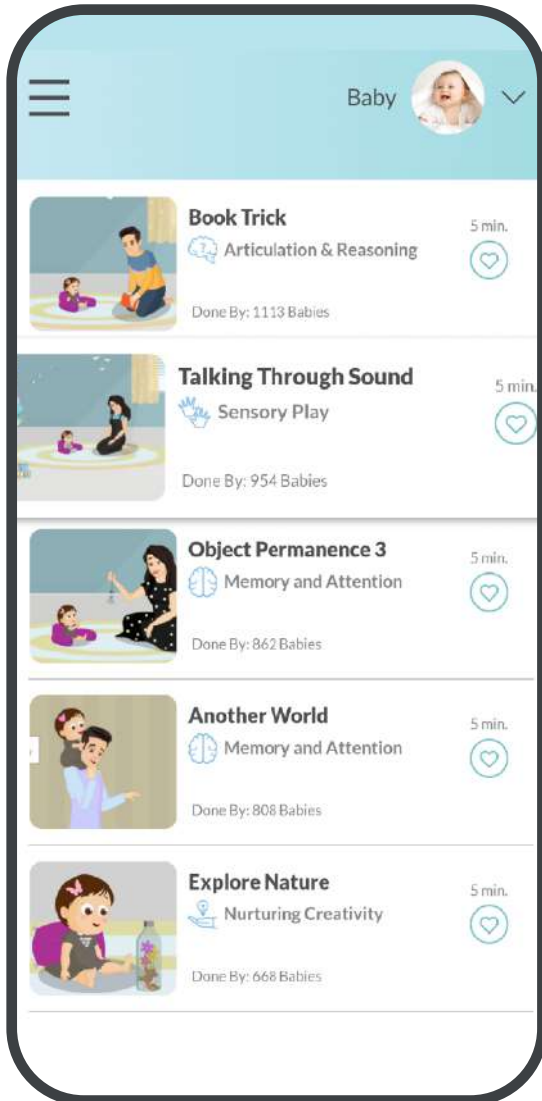 Baby
Book Trick
5 min.
Articulation & Reasoning
Done By: 1113 Babies
Talking Through Sound
5 min.
Sensory Play
Done By: 954 Babies
Object Permanence 3
5 min.
Memory and Attention
Done By: 862 Babies
Another World
5 min.
Memory and Attention
Done By: 808 Babies
Explore Nature
5 min.
Nurturing Creativity
Done By: 668 Babies